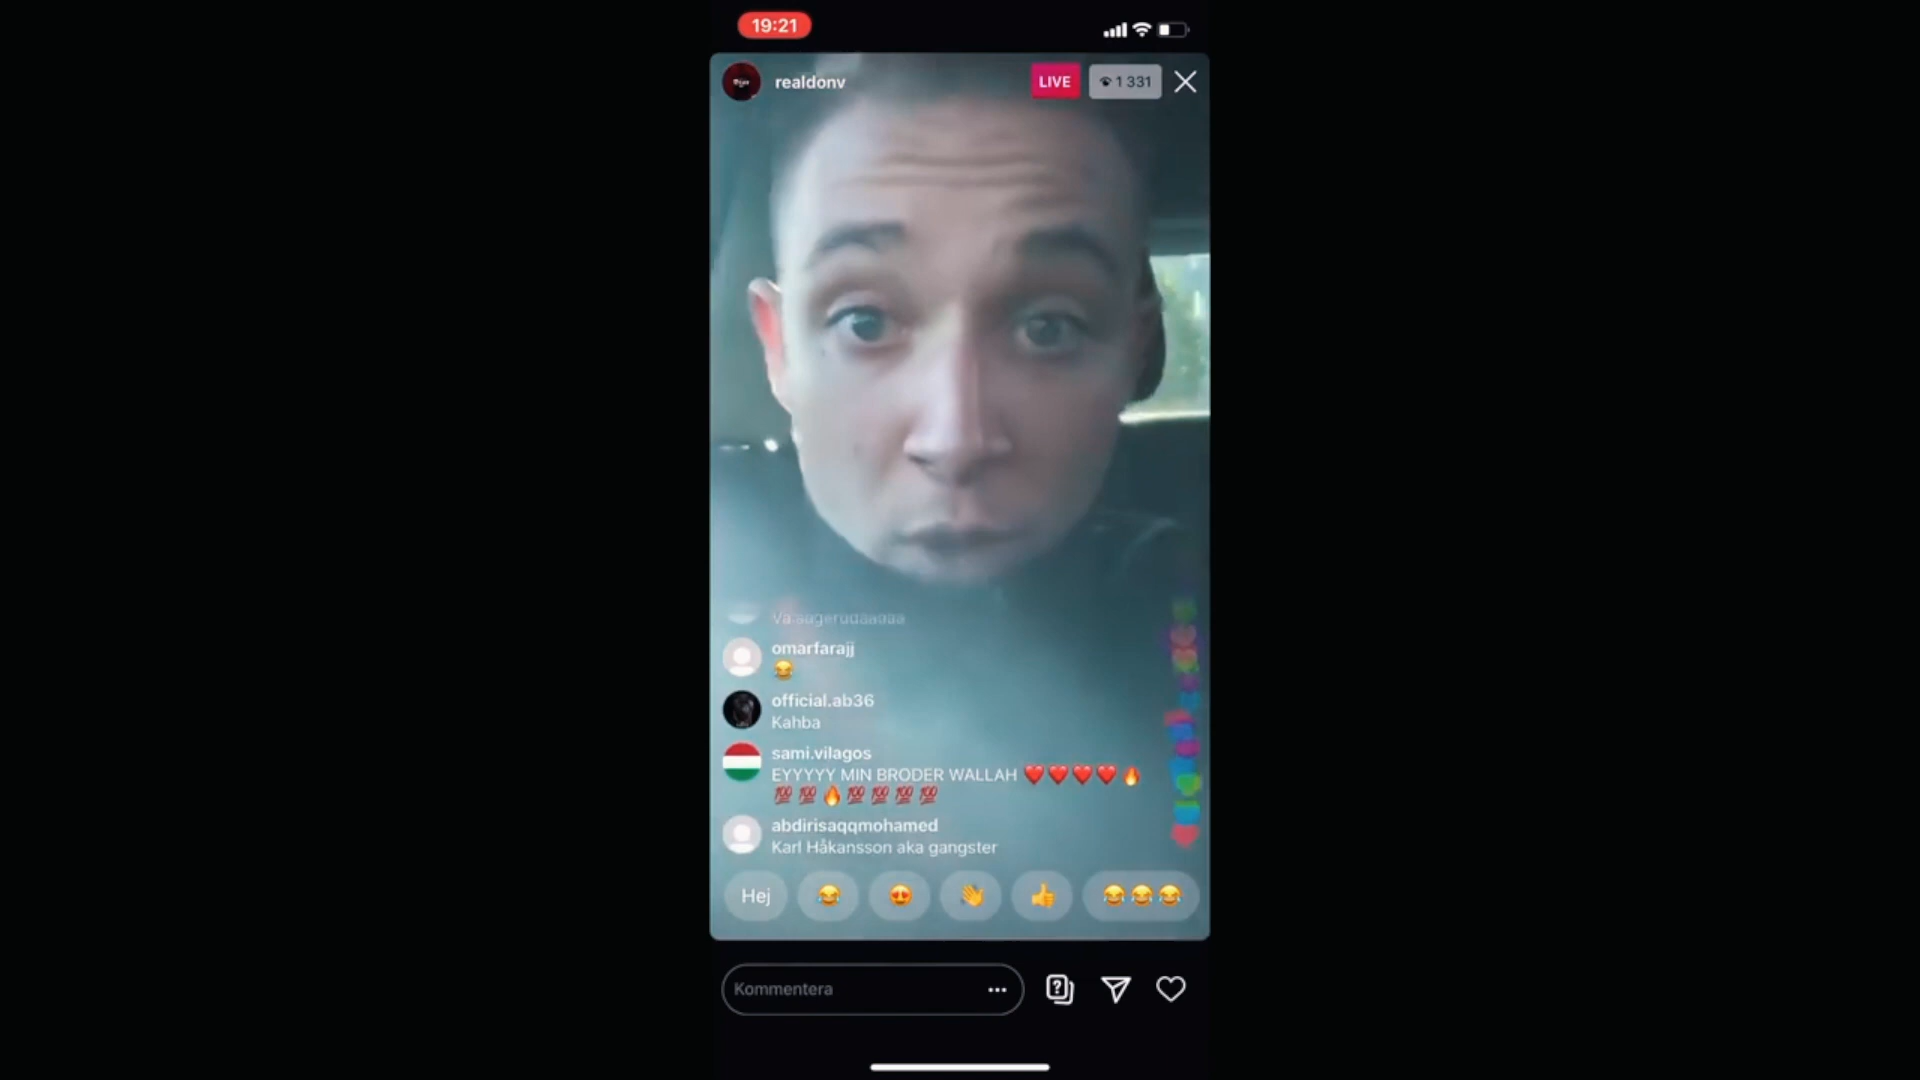 19:21
realdonv
LIVE
1 331
omarfarajj
😂
official.ab36
Kahba
sami.vilagos
EYYYYY MIN BRODER WALLAH ❤️❤️❤️❤️🔥
💯💯🔥💯💯💯💯
abdirisaqqmohamed
Karl Håkansson aka gangster
Hej 😂 😍 👋 👍 😂😂😂
Kommentera